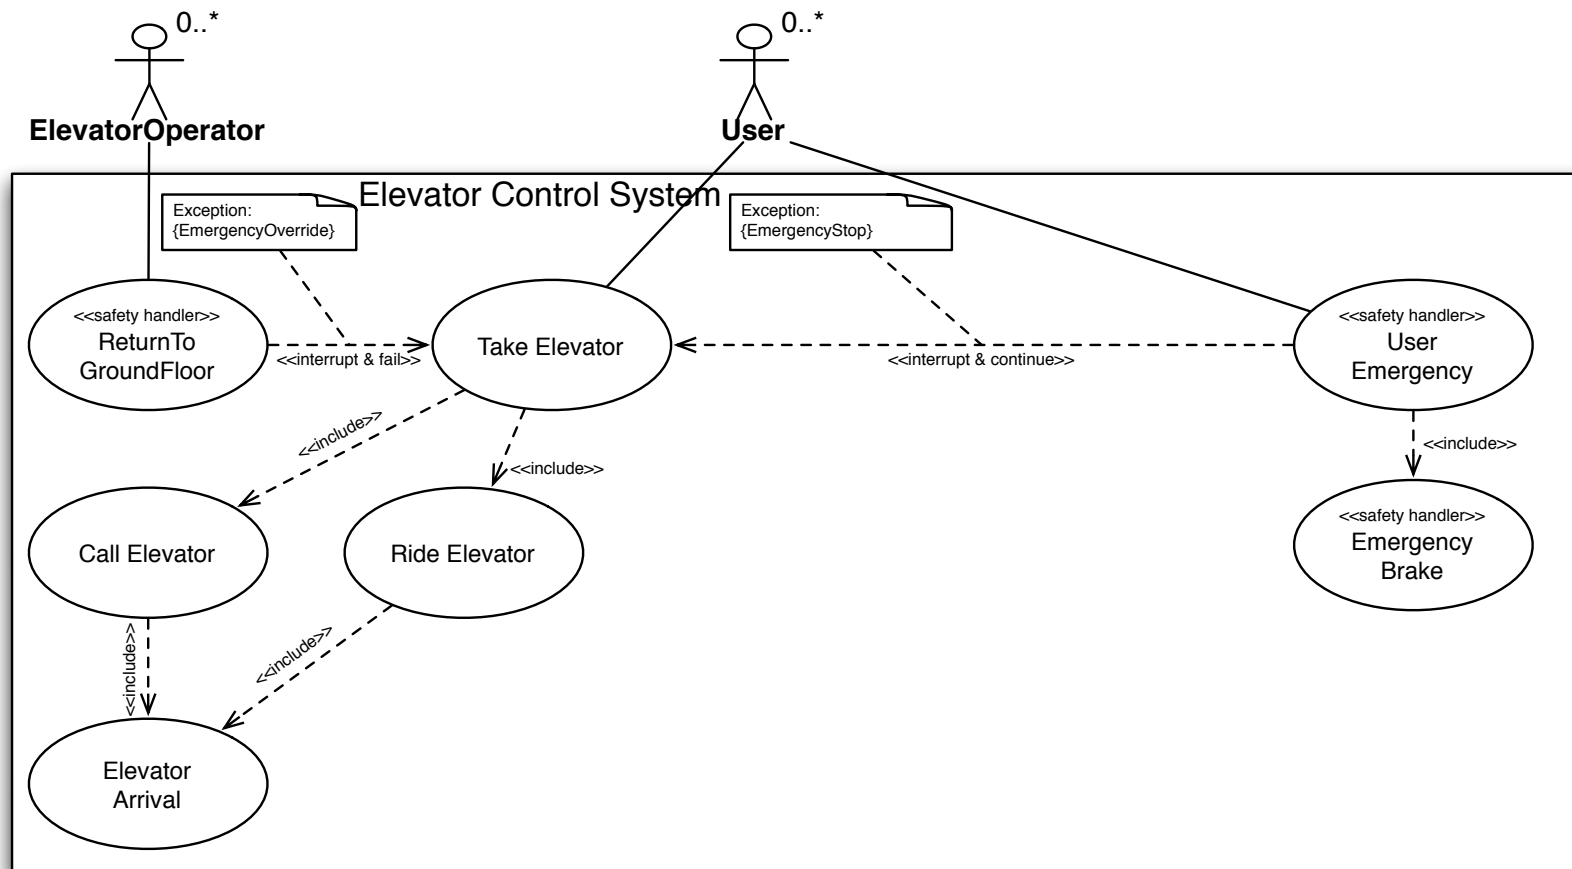 0..*
0..*
ElevatorOperator
User
Elevator Control System
Exception:
{EmergencyOverride}
Exception:
{EmergencyStop}
<<safety handler>>
ReturnTo
GroundFloor
<<interrupt & fail>>
Take Elevator
<<interrupt & continue>>
<<safety handler>>
User
Emergency
<<include>>
<<include>>
<<include>>
Call Elevator
Ride Elevator
<<safety handler>>
Emergency
Brake
<<include>>
<<include>>
Elevator
Arrival